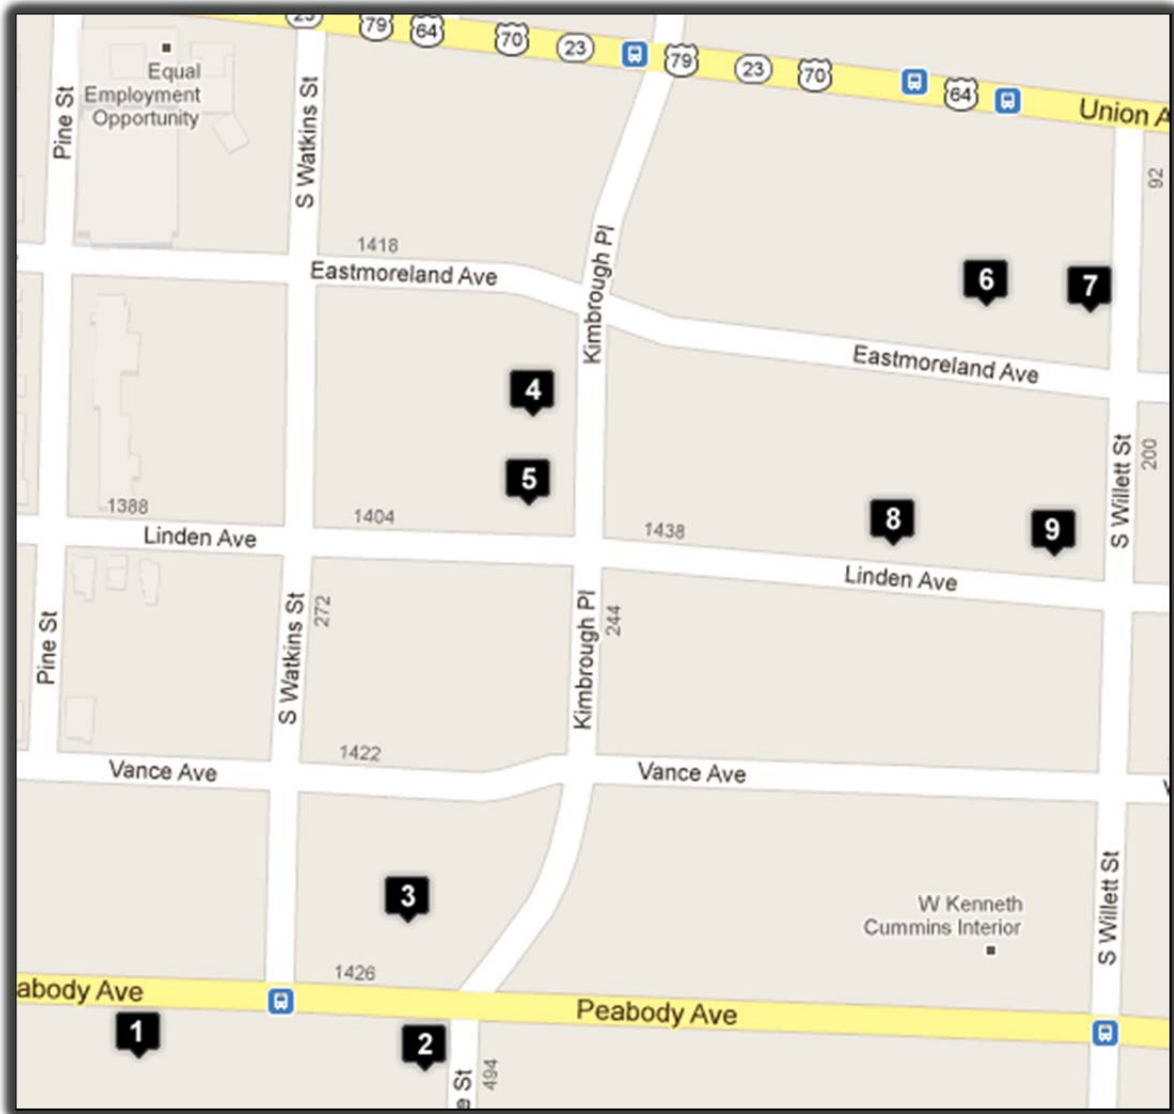 23
79
64
70
23
79
23
70
64
Union A
Equal
Employment
Opportunity
Pine St
S Watkins St
92
1418
Eastmoreland Ave
Kimbrough Pl
6
7
Eastmoreland Ave
4
5
S Willett St
200
1388
Linden Ave
1404
1438
8
9
Linden Ave
Pine St
S Watkins St
272
Kimbrough Pl
244
Vance Ave
1422
Vance Ave
3
W Kenneth
Cummins Interior
S Willett St
abody Ave
1426
Peabody Ave
1
2
e St
494